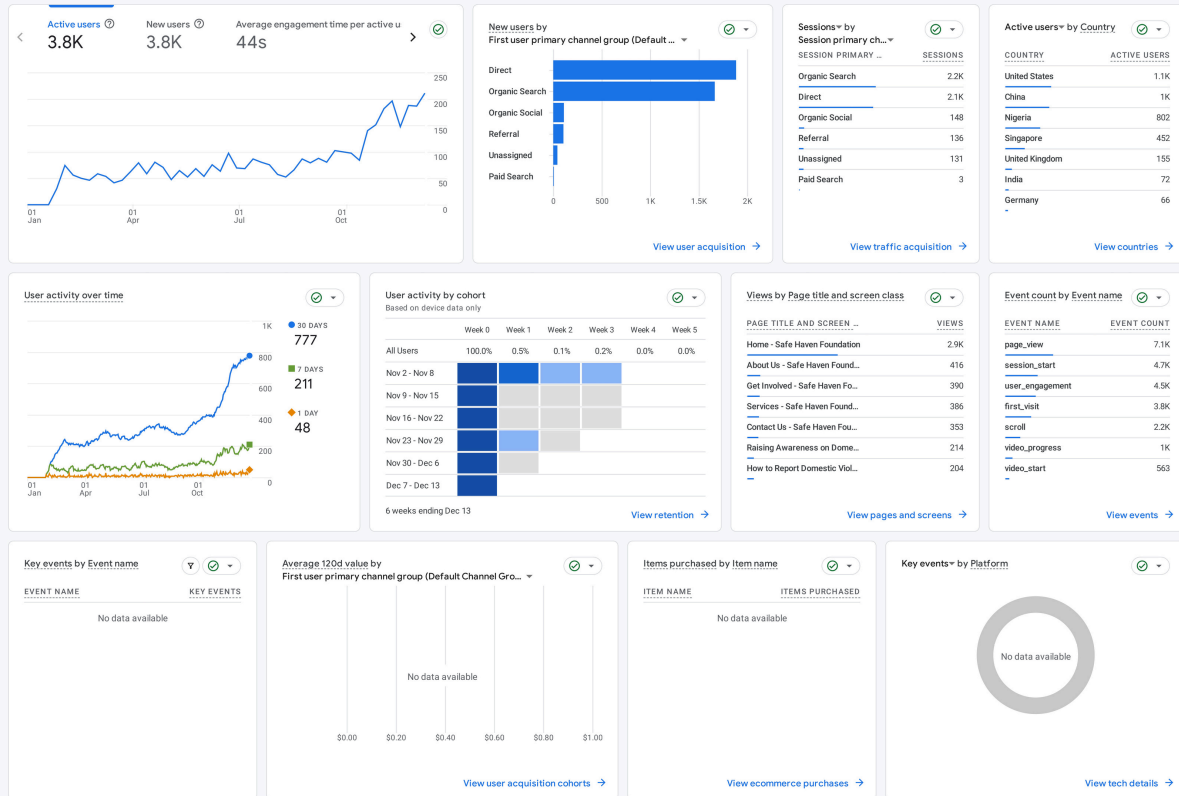 Active users
3.8K
New users
3.8K
Average engagement time per active u
44s
250
200
150
100
50
0
01 Jan
01 Apr
01 Jul
01 Oct
New users by
First user primary channel group (Default ...
Direct
Organic Search
Organic Social
Referral
Unassigned
Paid Search
0 500 1K 1.5K 2K
View user acquisition
Sessions by
Session primary ch...
SESSION PRIMARY ... SESSIONS
Organic Search 2.2K
Direct 2.1K
Organic Social 148
Referral 136
Unassigned 131
Paid Search 3
View traffic acquisition
Active users by Country
COUNTRY ACTIVE USERS
United States 1.1K
China 1K
Nigeria 802
Singapore 452
United Kingdom 155
India 72
Germany 66
View countries
User activity over time
1K
800
600
400
200
0
01 Jan
01 Apr
01 Jul
01 Oct
30 DAYS
777
7 DAYS
211
1 DAY
48
User activity by cohort
Based on device data only
Week 0 Week 1 Week 2 Week 3 Week 4 Week 5
All Users 100.0% 0.5% 0.1% 0.2% 0.0% 0.0%
Nov 2 - Nov 8
Nov 9 - Nov 15
Nov 16 - Nov 22
Nov 23 - Nov 29
Nov 30 - Dec 6
Dec 7 - Dec 13
6 weeks ending Dec 13
View retention
Views by Page title and screen class
PAGE TITLE AND SCREEN ... VIEWS
Home - Safe Haven Foundation 2.9K
About Us - Safe Haven Found... 416
Get Involved - Safe Haven Fo... 390
Services - Safe Haven Found... 386
Contact Us - Safe Haven Fou... 353
Raising Awareness on Dome... 214
How to Report Domestic Viol... 204
View pages and screens
Event count by Event name
EVENT NAME EVENT COUNT
page_view 7.1K
session_start 4.7K
user_engagement 4.5K
first_visit 3.8K
scroll 2.2K
video_progress 1K
video_start 563
View events
Key events by Event name
EVENT NAME KEY EVENTS
No data available
Average 120d value by
First user primary channel group (Default Channel Gro...
No data available
$0.00 $0.20 $0.40 $0.60 $0.80 $1.00
View user acquisition cohorts
Items purchased by Item name
ITEM NAME ITEMS PURCHASED
No data available
View ecommerce purchases
Key events by Platform
No data available
View tech details